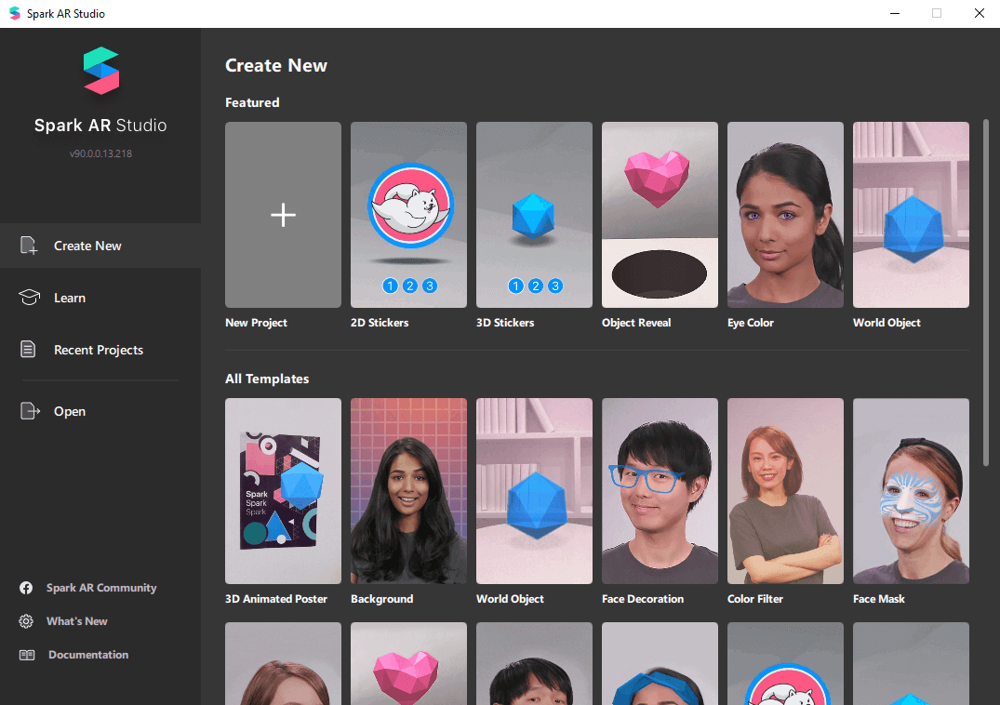 Spark AR Studio
Spark AR Studio
v90.0.0.13.218
Create New
Learn
Recent Projects
Open
Spark AR Community
What's New
Documentation
Create New
Featured
1 2 3
1 2 3
New Project
2D Stickers
3D Stickers
Object Reveal
Eye Color
World Object
All Templates
Spark
Spark
Spark
3D Animated Poster
Background
World Object
Face Decoration
Color Filter
Face Mask